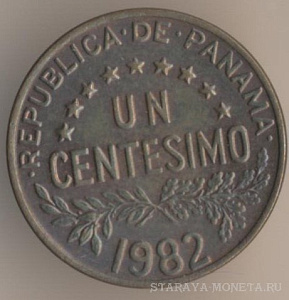 ·REPUBLICA·DE·PANAMA·
UN
CENTESIMO
1982
STARAYA-MONETA.RU